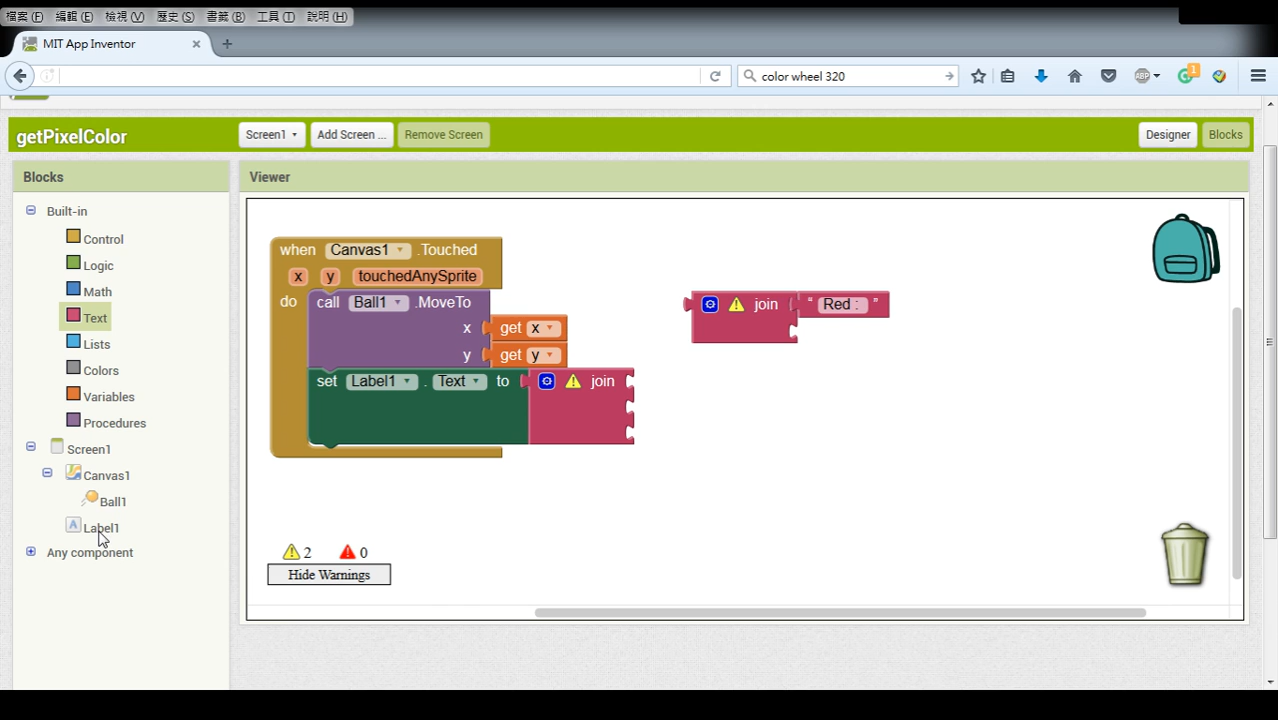 檔案 (F) 編輯 (E) 檢視 (V) 歷史 (S) 書籤 (B) 工具 (T) 說明 (H)
MIT App Inventor
color wheel 320
ABP
1
getPixelColor
Screen1
Add Screen ...
Remove Screen
Designer
Blocks
Blocks
Viewer
Built-in
Control
Logic
Math
Text
Lists
Colors
Variables
Procedures
Screen1
Canvas1
Ball1
A Label1
Any component
when Canvas1 .Touched
x y touchedAnySprite
do call Ball1 .MoveTo
x get x
y get y
set Label1 . Text to join
join " Red : "
2 0
Hide Warnings